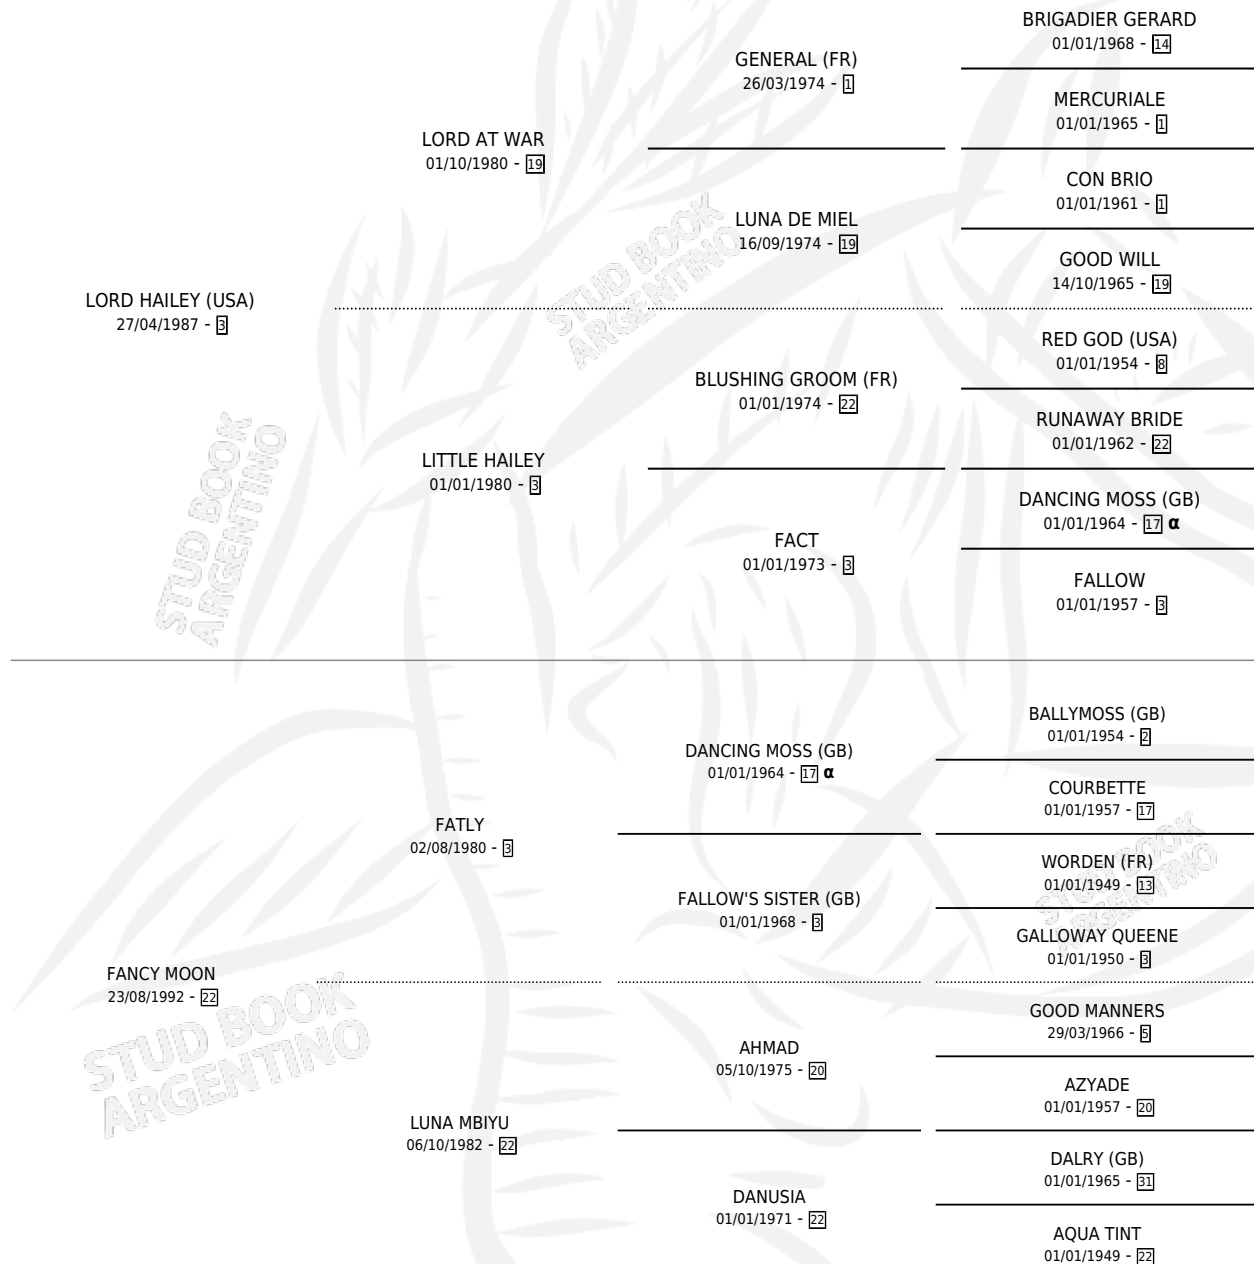 BRIGADIER GERARD
01/01/1968 - 14
GENERAL (FR)
26/03/1974 - 1
MERCURIALE
01/01/1965 - 1
LORD AT WAR
01/10/1980 - 19
CON BRIO
01/01/1961 - 1
LUNA DE MIEL
16/09/1974 - 19
GOOD WILL
14/10/1965 - 19
LORD HAILEY (USA)
27/04/1987 - 3
RED GOD (USA)
01/01/1954 - 8
BLUSHING GROOM (FR)
01/01/1974 - 22
RUNAWAY BRIDE
01/01/1962 - 22
LITTLE HAILEY
01/01/1980 - 3
DANCING MOSS (GB)
01/01/1964 - 17 α
FACT
01/01/1973 - 3
FALLOW
01/01/1957 - 3
BALLYMOSS (GB)
01/01/1954 - 2
DANCING MOSS (GB)
01/01/1964 - 17 α
COURBETTE
01/01/1957 - 17
FATLY
02/08/1980 - 3
WORDEN (FR)
01/01/1949 - 13
FALLOW'S SISTER (GB)
01/01/1968 - 3
GALLOWAY QUEENE
01/01/1950 - 3
FANCY MOON
23/08/1992 - 22
GOOD MANNERS
29/03/1966 - 5
AHMAD
05/10/1975 - 20
AZYADE
01/01/1957 - 20
LUNA MBIYU
06/10/1982 - 22
DALRY (GB)
01/01/1965 - 31
DANUSIA
01/01/1971 - 22
AQUA TINT
01/01/1949 - 22
STUD BOOK
ARGENTINO
STUD BOOK
ARGENTINO
STUD BOOK
ARGENTINO
STUD BOOK
ARGENTINO